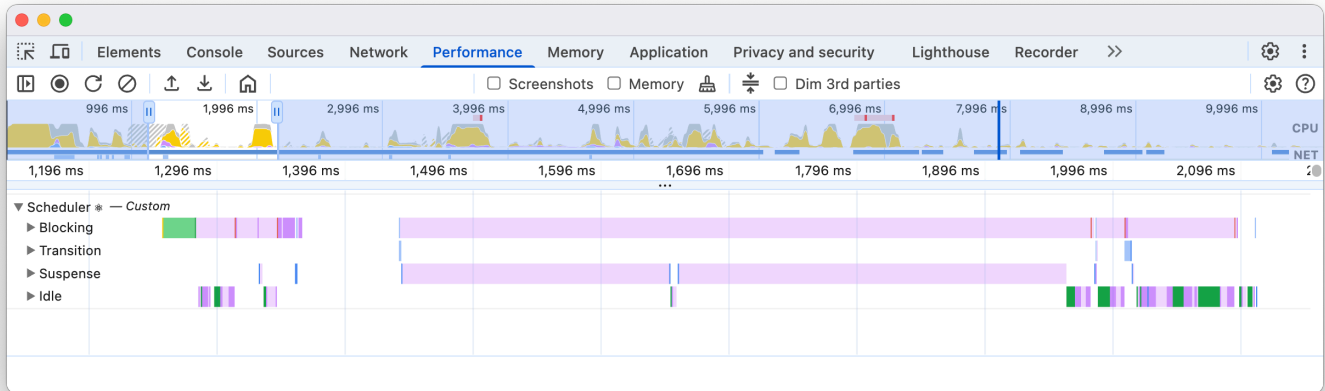 Elements Console Sources Network Performance Memory Application Privacy and security Lighthouse Recorder
Screenshots Memory Dim 3rd parties
996 ms 1,996 ms 2,996 ms 3,996 ms 4,996 ms 5,996 ms 6,996 ms 7,996 ms 8,996 ms 9,996 ms
CPU
NET
1,196 ms 1,296 ms 1,396 ms 1,496 ms 1,596 ms 1,696 ms 1,796 ms 1,896 ms 1,996 ms 2,096 ms
Scheduler ⚛ — Custom
Blocking
Transition
Suspense
Idle